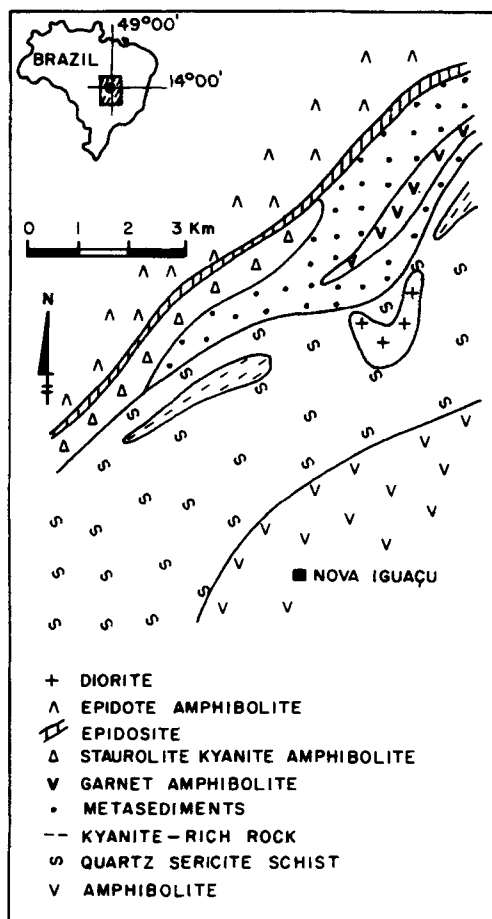 49°00'
BRAZIL
14°00'
0 1 2 3 Km
N
NOVA IGUAÇU
+ DIORITE
∧ EPIDOTE AMPHIBOLITE
EPIDOSITE
Δ STAUROLITE KYANITE AMPHIBOLITE
V GARNET AMPHIBOLITE
• METASEDIMENTS
-- KYANITE-RICH ROCK
S QUARTZ SERICITE SCHIST
V AMPHIBOLITE